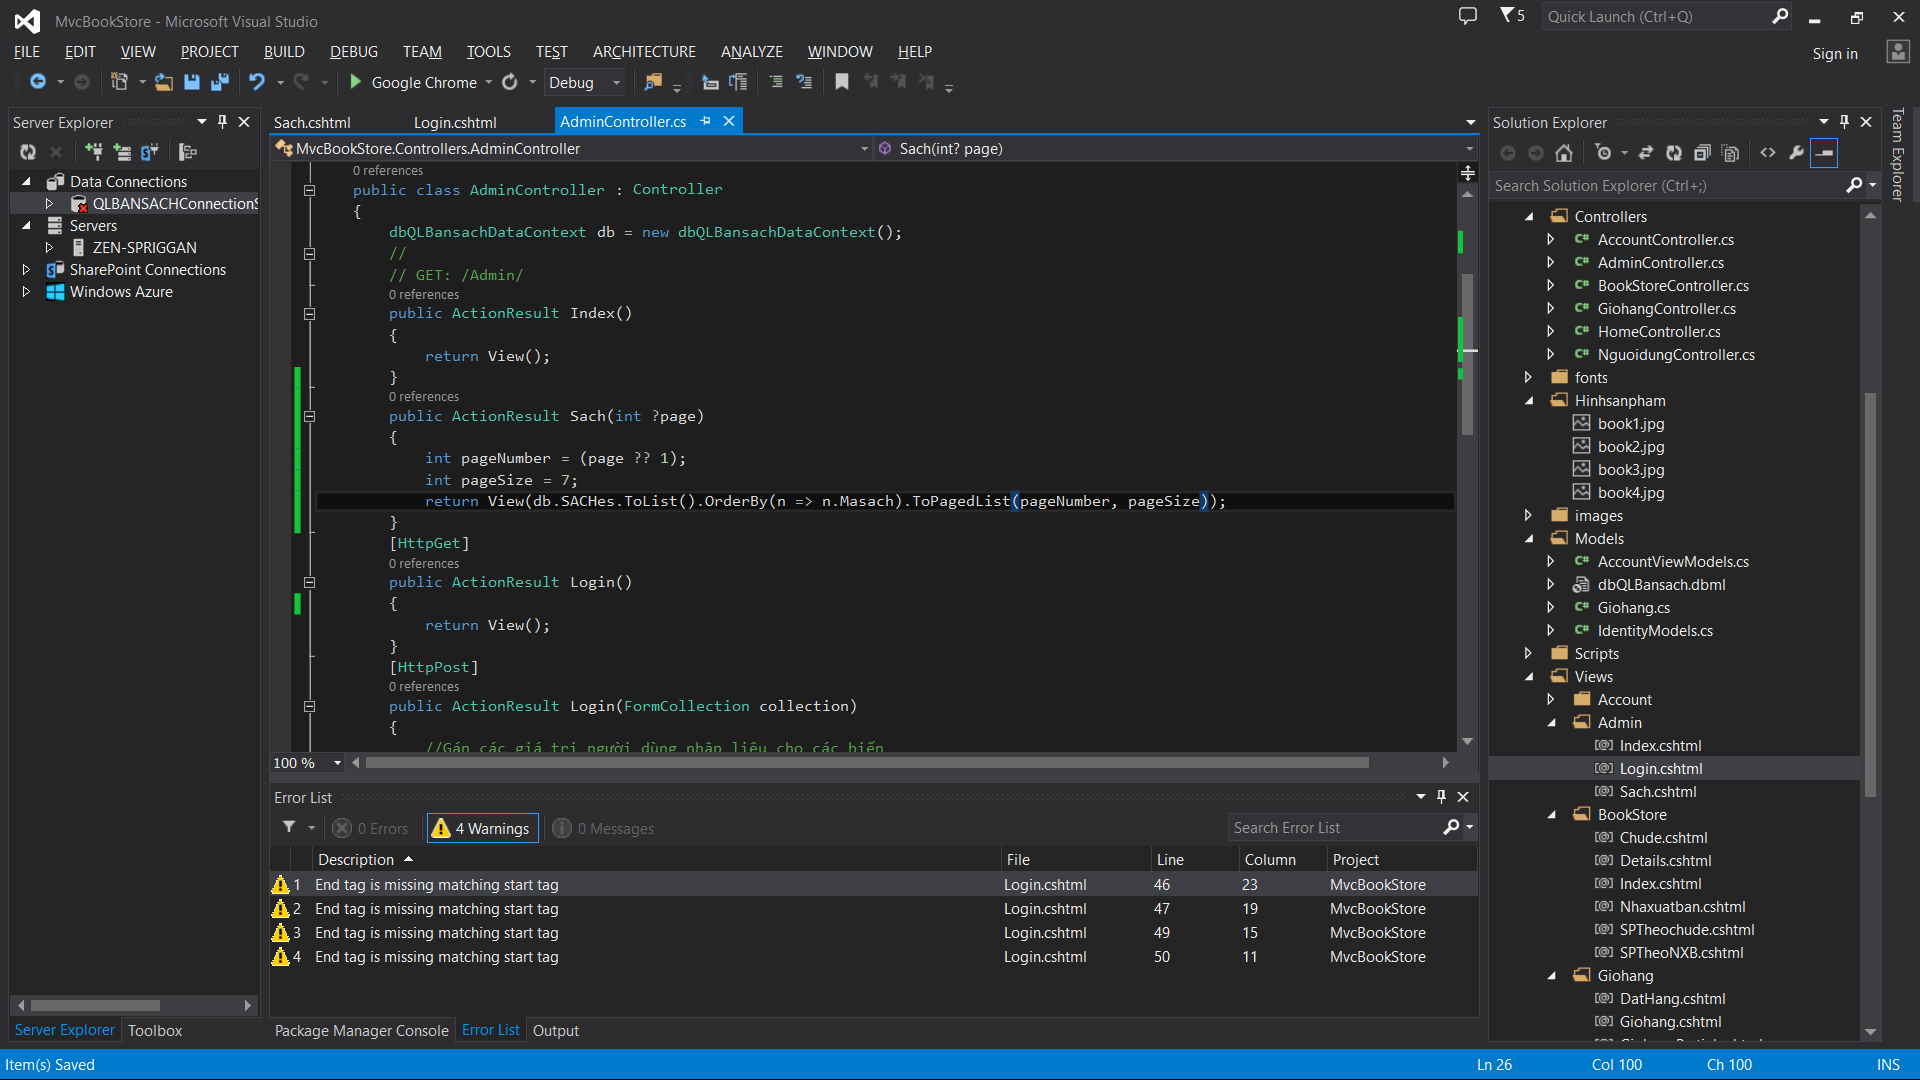 MvcBookStore - Microsoft Visual Studio
5
Quick Launch (Ctrl+Q)
FILE EDIT VIEW PROJECT BUILD DEBUG TEAM TOOLS TEST ARCHITECTURE ANALYZE WINDOW HELP
Sign in
Google Chrome
Debug
Server Explorer
Data Connections
QLBANSACHConnectionS
Servers
ZEN-SPRIGGAN
SharePoint Connections
Windows Azure
Server Explorer
Toolbox
Sach.cshtml
Login.cshtml
AdminController.cs
MvcBookStore.Controllers.AdminController
Sach(int? page)
0 references
public class AdminController : Controller
{
dbQLBansachDataContext db = new dbQLBansachDataContext();
//
// GET: /Admin/
0 references
public ActionResult Index()
{
return View();
}
0 references
public ActionResult Sach(int ?page)
{
int pageNumber = (page ?? 1);
int pageSize = 7;
return View(db.SACHes.ToList().OrderBy(n => n.Masach).ToPagedList(pageNumber, pageSize));
}
[HttpGet]
0 references
public ActionResult Login()
{
return View();
}
[HttpPost]
0 references
public ActionResult Login(FormCollection collection)
{
//Gán các giá trị người dùng nhập liệu cho các biến
100 %
Error List
0 Errors
4 Warnings
0 Messages
Search Error List
Description File Line Column Project
1 End tag is missing matching start tag Login.cshtml 46 23 MvcBookStore
2 End tag is missing matching start tag Login.cshtml 47 19 MvcBookStore
3 End tag is missing matching start tag Login.cshtml 49 15 MvcBookStore
4 End tag is missing matching start tag Login.cshtml 50 11 MvcBookStore
Package Manager Console
Error List
Output
Solution Explorer
Search Solution Explorer (Ctrl+;)
Controllers
C# AccountController.cs
C# AdminController.cs
C# BookStoreController.cs
C# GiohangController.cs
C# HomeController.cs
C# NguoidungController.cs
fonts
Hinhsanpham
book1.jpg
book2.jpg
book3.jpg
book4.jpg
images
Models
C# AccountViewModels.cs
dbQLBansach.dbml
C# Giohang.cs
C# IdentityModels.cs
Scripts
Views
Account
Admin
[@] Index.cshtml
[@] Login.cshtml
[@] Sach.cshtml
BookStore
[@] Chude.cshtml
[@] Details.cshtml
[@] Index.cshtml
[@] Nhaxuatban.cshtml
[@] SPTheochude.cshtml
[@] SPTheoNXB.cshtml
Giohang
[@] DatHang.cshtml
[@] Giohang.cshtml
Team Explorer
Item(s) Saved
Ln 26
Col 100
Ch 100
INS